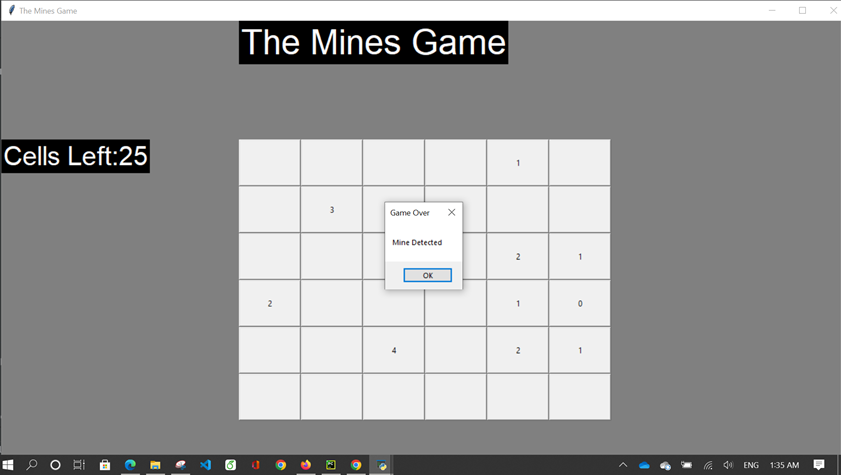 The Mines Game
The Mines Game
Cells Left:25
1
3
Game Over
Mine Detected
OK
2 1
2 1 0
4 2 1
ENG 1:35 AM